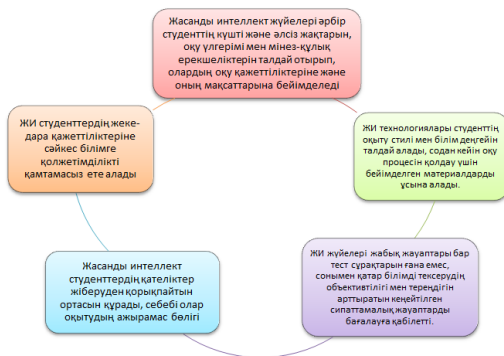 Жасанды интеллект жүйелері әрбір
студенттің күшті және әлсіз жақтарын,
оқу үлгерімі мен мінез-құлық
ерекшеліктерін талдай отырып,
олардың оқу қажеттіліктеріне және
оның мақсаттарына бейімделеді
ЖИ технологиялары студенттің
оқыту стилі мен білім деңгейін
талдай алады, содан кейін оқу
процесін қолдау үшін
бейімделген материалдарды
ұсына алады.
ЖИ жүйелері жабық жауаптары бар
тест сұрақтарын ғана емес,
сонымен қатар білімді тексерудің
объективтілігі мен тереңдігін
арттыратын кеңейтілген
сипаттамалық жауаптарды
бағалауға қабілетті.
Жасанды интеллект
студенттердің қателіктер
жіберуден қорықпайтын
ортасын құрады, себебі олар
оқытудың ажырамас бөлігі
ЖИ студенттердің жеке-
дара қажеттіліктеріне
сәйкес білімге
қолжетімділікті
қамтамасыз ете алады